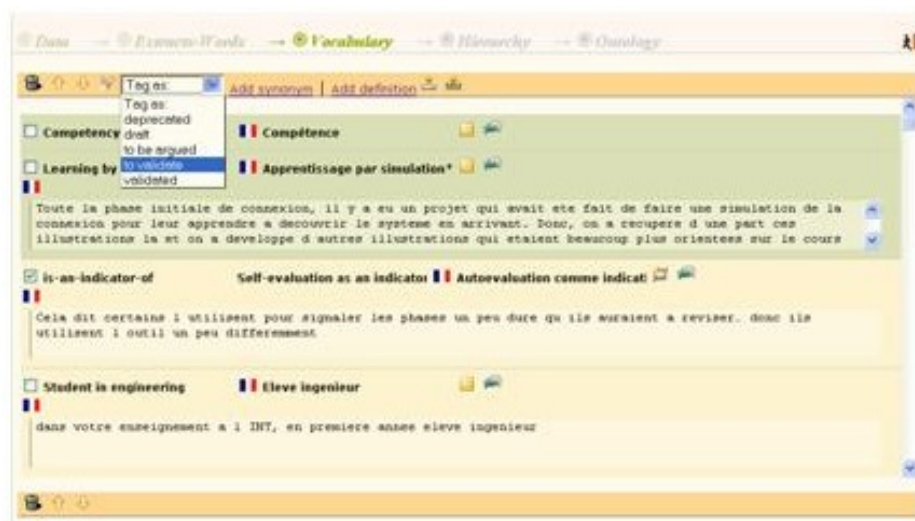 Data → Examens-Words → Vocabulary → Hierarchy → Ontology
Tag as: Add synonym | Add definition
Tag as:
deprecated
draft
to be argued
to validate
validated
Competency Compétence
Learning by Apprentissage par simulation*
Toute la phase initiale de connexion, il y a eu un projet qui avait ete fait de faire une simulation de la
connexion pour leur apprendre a decouvrir le systeme en arrivant. Donc, on a recupere d une part ces
illustrations la et on a developpe d autres illustrations qui etaient beaucoup plus orientees sur le cours
is-an-indicator-of Self-evaluation as an indicator Autoevaluation comme indicati
Cela dit certains l utilisent pour signaler les phases un peu dure qu ils auraient a reviser. donc ils
utilisent l outil un peu differemment
Student in engineering Eleve ingenieur
dans votre enseignement a l INT, en premiere annee eleve ingenieur